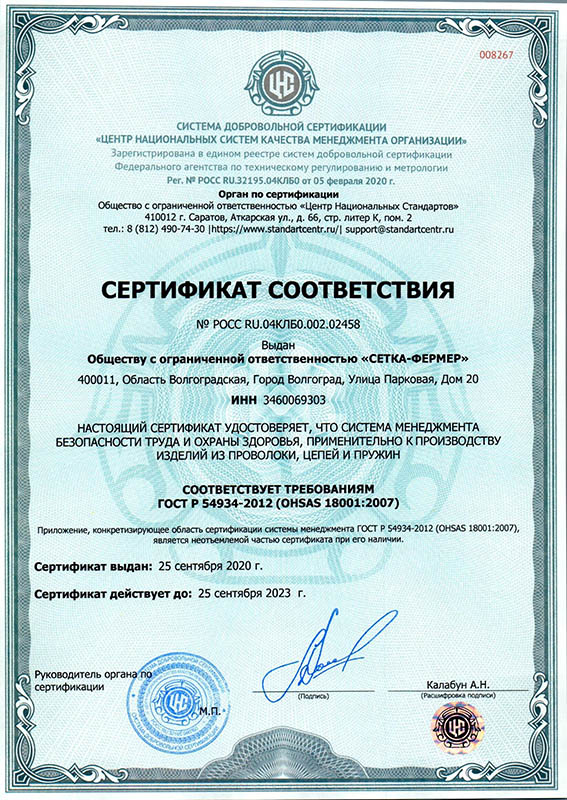 008267
ЦНС
СИСТЕМА ДОБРОВОЛЬНОЙ СЕРТИФИКАЦИИ
«ЦЕНТР НАЦИОНАЛЬНЫХ СИСТЕМ КАЧЕСТВА МЕНЕДЖМЕНТА ОРГАНИЗАЦИИ»
Зарегистрирована в едином реестре систем добровольной сертификации
Федерального агентства по техническому регулированию и метрологии
Рег. № РОСС RU.32195.04КЛБ0 от 05 февраля 2020 г.
Орган по сертификации
Общество с ограниченной ответственностью «Центр Национальных Стандартов»
410012 г. Саратов, Аткарская ул., д. 66, стр. литер К, пом. 2
тел.: 8 (812) 490-74-30 |https://www.standartcentr.ru/| support@standartcentr.ru
СЕРТИФИКАТ СООТВЕТСТВИЯ
№ РОСС RU.04КЛБ0.002.02458
Выдан
Обществу с ограниченной ответственностью «СЕТКА-ФЕРМЕР»
400011, Область Волгоградская, Город Волгоград, Улица Парковая, Дом 20
ИНН 3460069303
НАСТОЯЩИЙ СЕРТИФИКАТ УДОСТОВЕРЯЕТ, ЧТО СИСТЕМА МЕНЕДЖМЕНТА
БЕЗОПАСНОСТИ ТРУДА И ОХРАНЫ ЗДОРОВЬЯ, ПРИМЕНИТЕЛЬНО К ПРОИЗВОДСТВУ
ИЗДЕЛИЙ ИЗ ПРОВОЛОКИ, ЦЕПЕЙ И ПРУЖИН
СООТВЕТСТВУЕТ ТРЕБОВАНИЯМ
ГОСТ Р 54934-2012 (OHSAS 18001:2007)
Приложение, конкретизирующее область сертификации системы менеджмента ГОСТ Р 54934-2012 (OHSAS 18001:2007),
является неотъемлемой частью сертификата при его наличии.
Сертификат выдан: 25 сентября 2020 г.
Сертификат действует до: 25 сентября 2023 г.
Руководитель органа по
сертификации
М.П.
(Подпись)
Калабун А.Н.
(Расшифровка подписи)